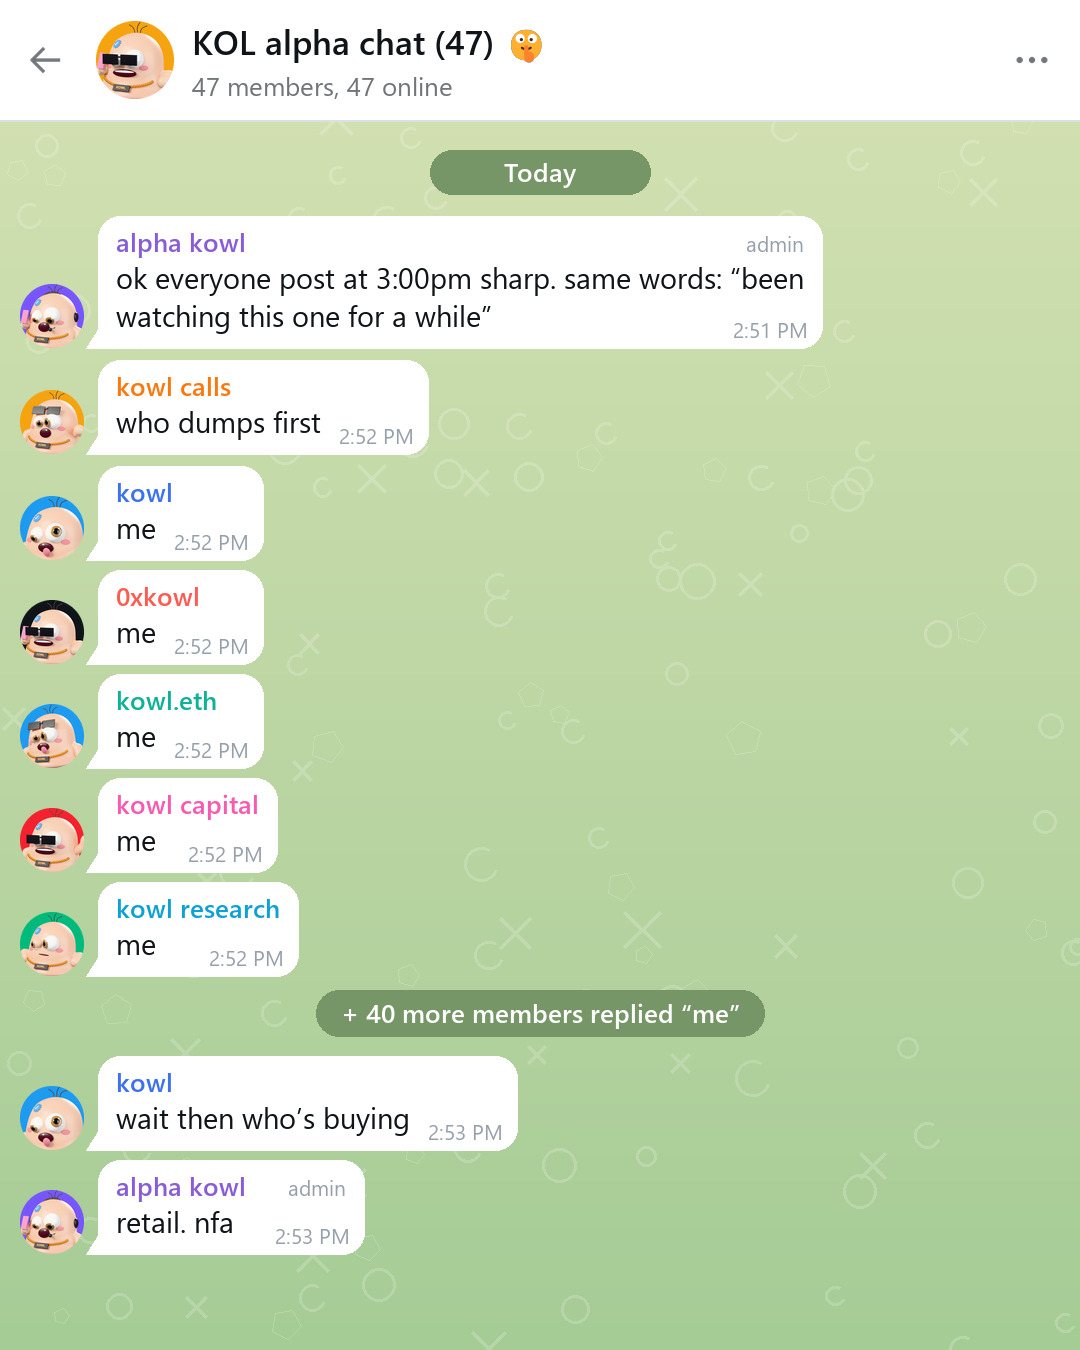 KOL alpha chat (47) 🤫
47 members, 47 online
Today
alpha kowl admin
ok everyone post at 3:00pm sharp. same words: “been
watching this one for a while”
2:51 PM
kowl calls
who dumps first 2:52 PM
kowl
me 2:52 PM
0xkowl
me 2:52 PM
kowl.eth
me 2:52 PM
kowl capital
me 2:52 PM
kowl research
me 2:52 PM
+ 40 more members replied “me”
kowl
wait then who’s buying 2:53 PM
alpha kowl admin
retail. nfa 2:53 PM